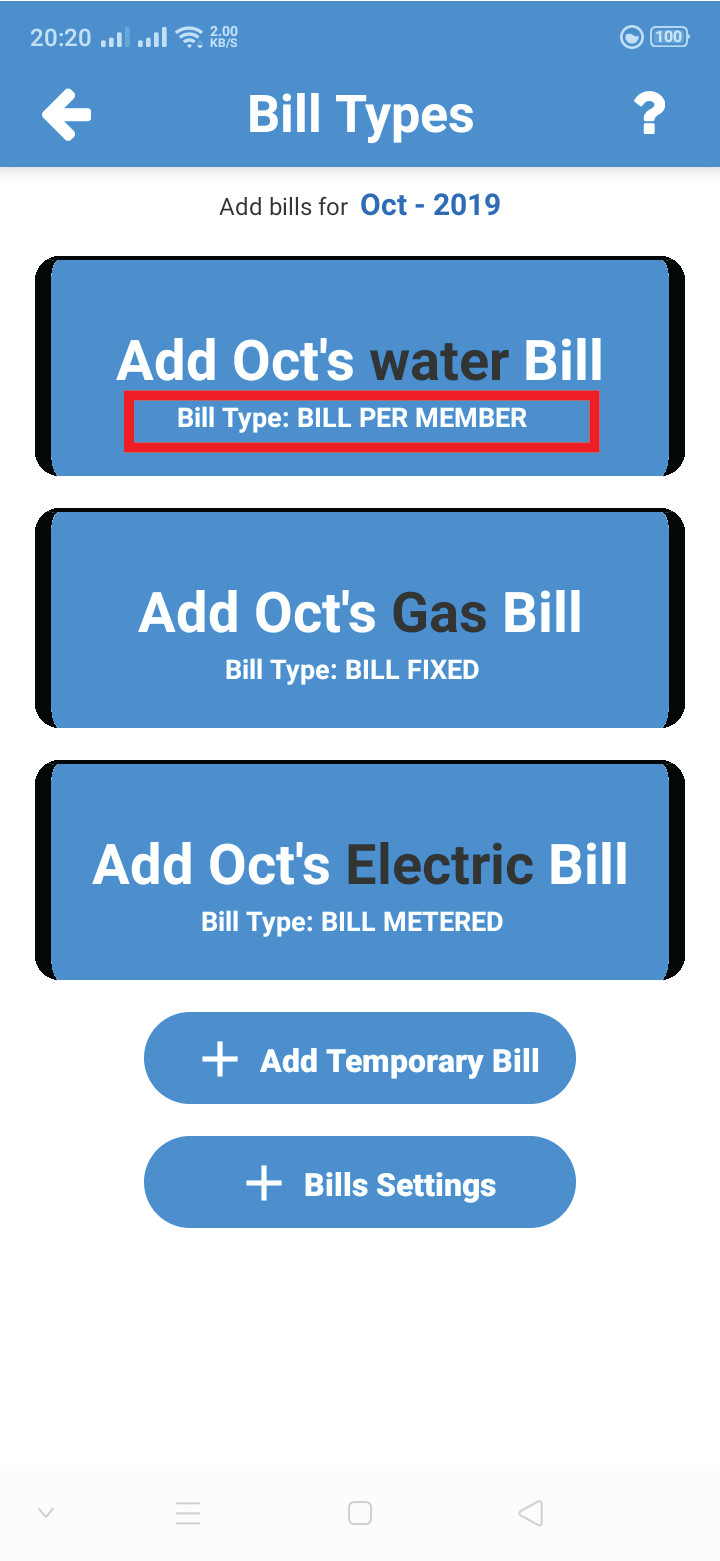 20:20 2.00 KB/S 100
Bill Types ?
Add bills for Oct - 2019
Add Oct's water Bill
Bill Type: BILL PER MEMBER
Add Oct's Gas Bill
Bill Type: BILL FIXED
Add Oct's Electric Bill
Bill Type: BILL METERED
Add Temporary Bill
Bills Settings